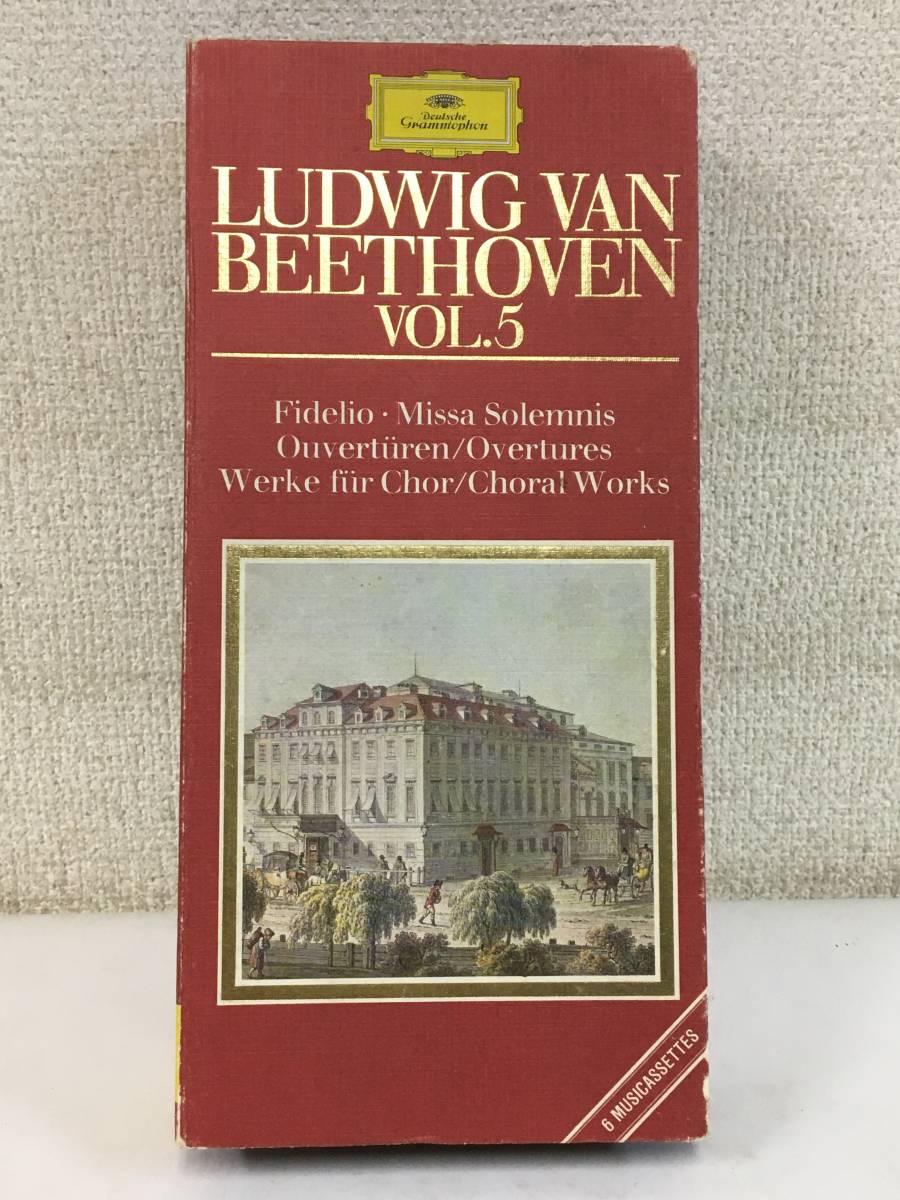 Deutsche
Grammophon
LUDWIG VAN
BEETHOVEN
VOL.5
Fidelio · Missa Solemnis
Ouvertüren/Overtures
Werke für Chor/Choral Works
6 MUSICASSETTES